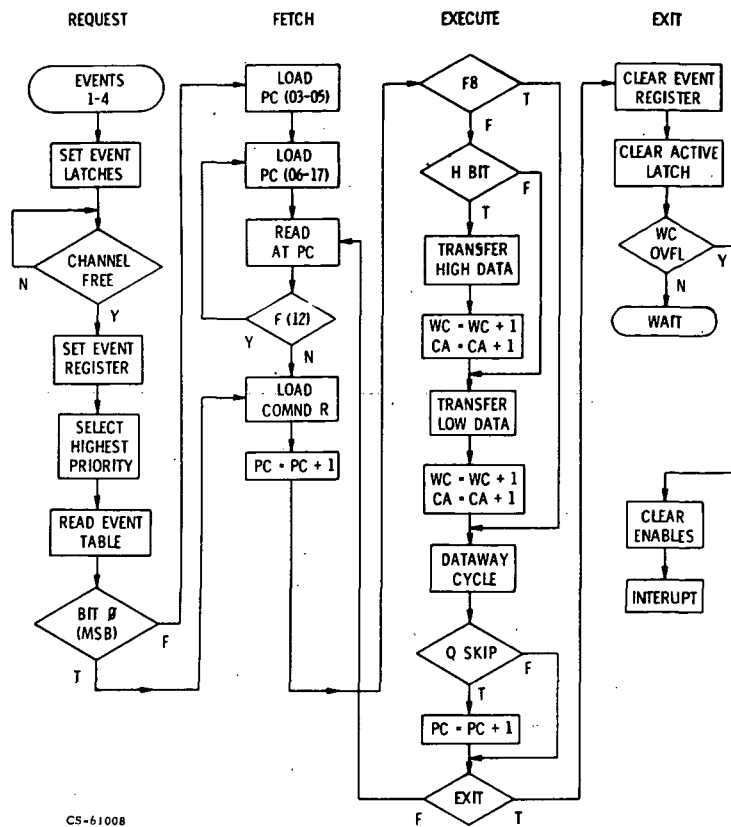 REQUEST
EVENTS
1-4
SET EVENT
LATCHES
CHANNEL
FREE
N
Y
SET EVENT
REGISTER
SELECT
HIGHEST
PRIORITY
READ EVENT
TABLE
BIT Ø
(MSB)
F
T
FETCH
LOAD
PC (03-05)
LOAD
PC (06-17)
READ
AT PC
F (12)
Y
N
LOAD
COMND R
PC = PC + 1
EXECUTE
F8
T
F
H BIT
F
T
TRANSFER
HIGH DATA
WC = WC + 1
CA = CA + 1
TRANSFER
LOW DATA
WC = WC + 1
CA = CA + 1
DATAWAY
CYCLE
Q SKIP
F
T
PC = PC + 1
EXIT
F
T
EXIT
CLEAR EVENT
REGISTER
CLEAR ACTIVE
LATCH
WC
OVFL
Y
N
WAIT
CLEAR
ENABLES
INTERUPT
CS-61008